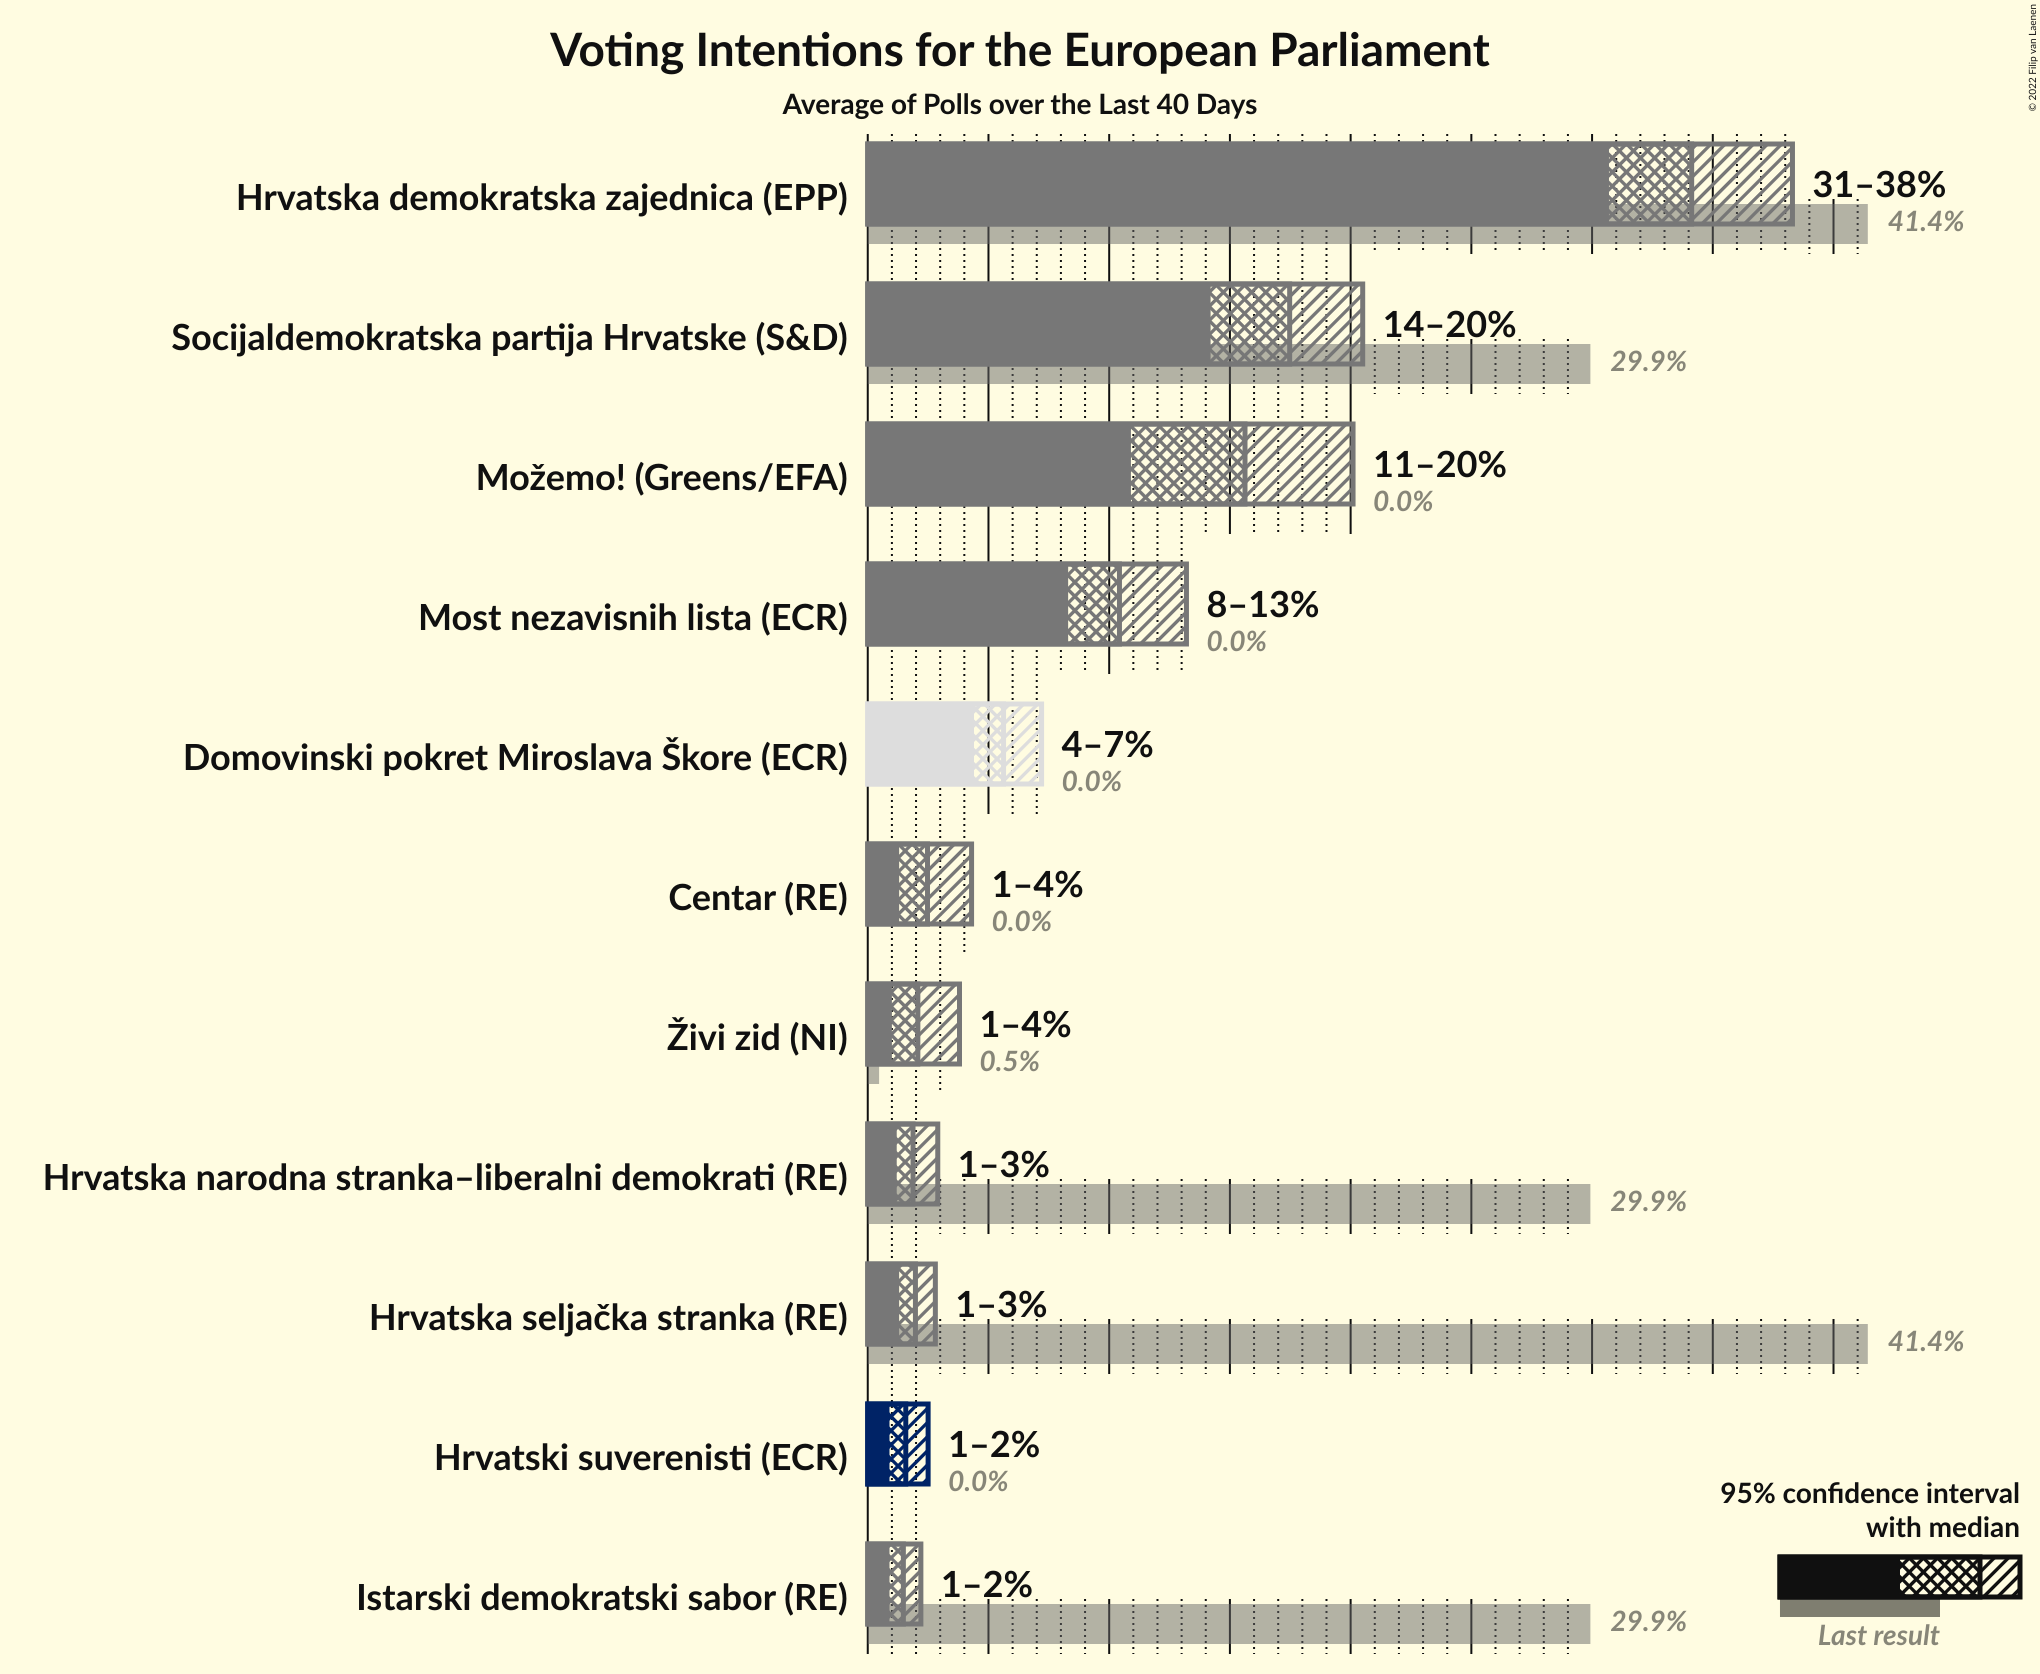 Voting Intentions for the European Parliament
Average of Polls over the Last 40 Days
© 2022 Filip van Laenen
Hrvatska demokratska zajednica (EPP)
31–38%
41.4%
Socijaldemokratska partija Hrvatske (S&D)
14–20%
29.9%
Možemo! (Greens/EFA)
11–20%
0.0%
Most nezavisnih lista (ECR)
8–13%
0.0%
Domovinski pokret Miroslava Škore (ECR)
4–7%
0.0%
Centar (RE)
1–4%
0.0%
Živi zid (NI)
1–4%
0.5%
Hrvatska narodna stranka–liberalni demokrati (RE)
1–3%
29.9%
Hrvatska seljačka stranka (RE)
1–3%
41.4%
Hrvatski suverenisti (ECR)
1–2%
0.0%
Istarski demokratski sabor (RE)
1–2%
29.9%
95% confidence interval
with median
Last result